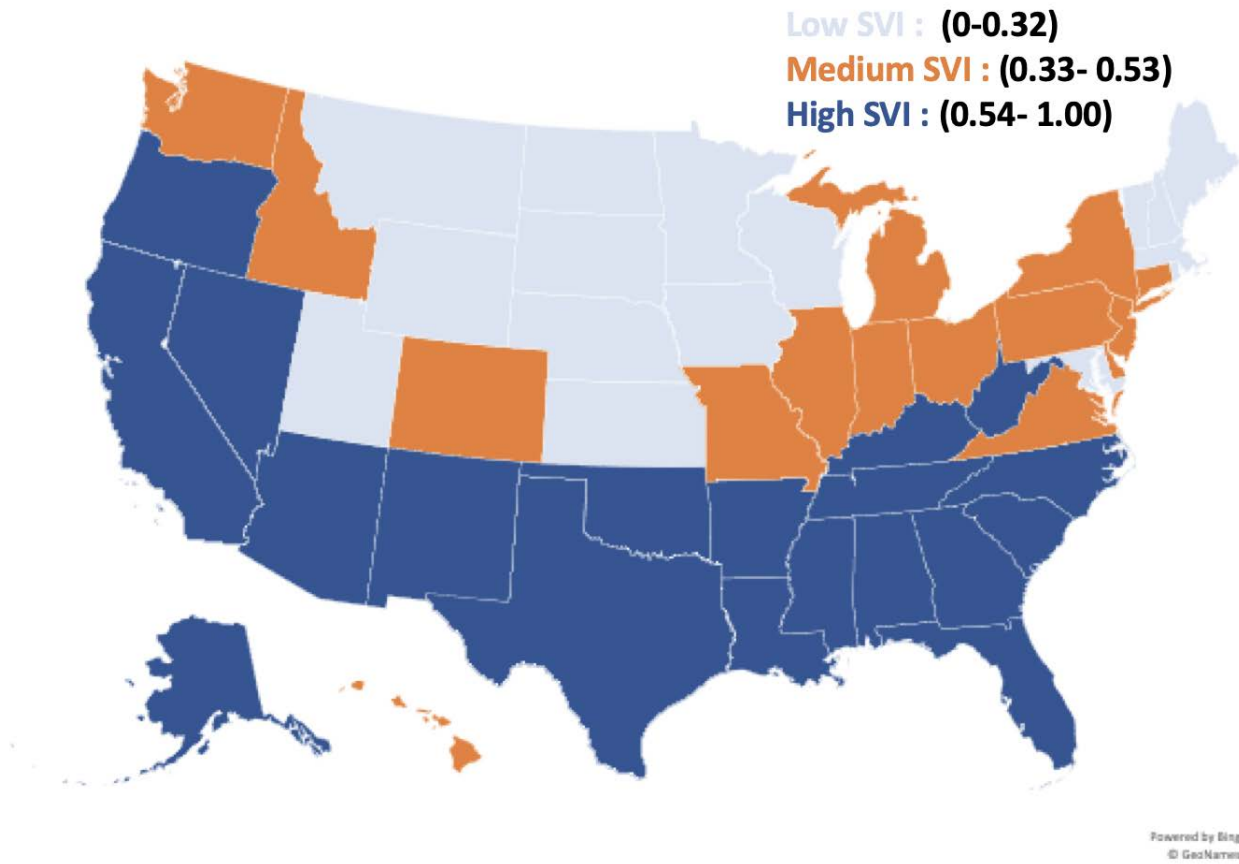 Low SVI : (0-0.32)
Medium SVI : (0.33- 0.53)
High SVI : (0.54- 1.00)
Powered by Bing
© GeoNames